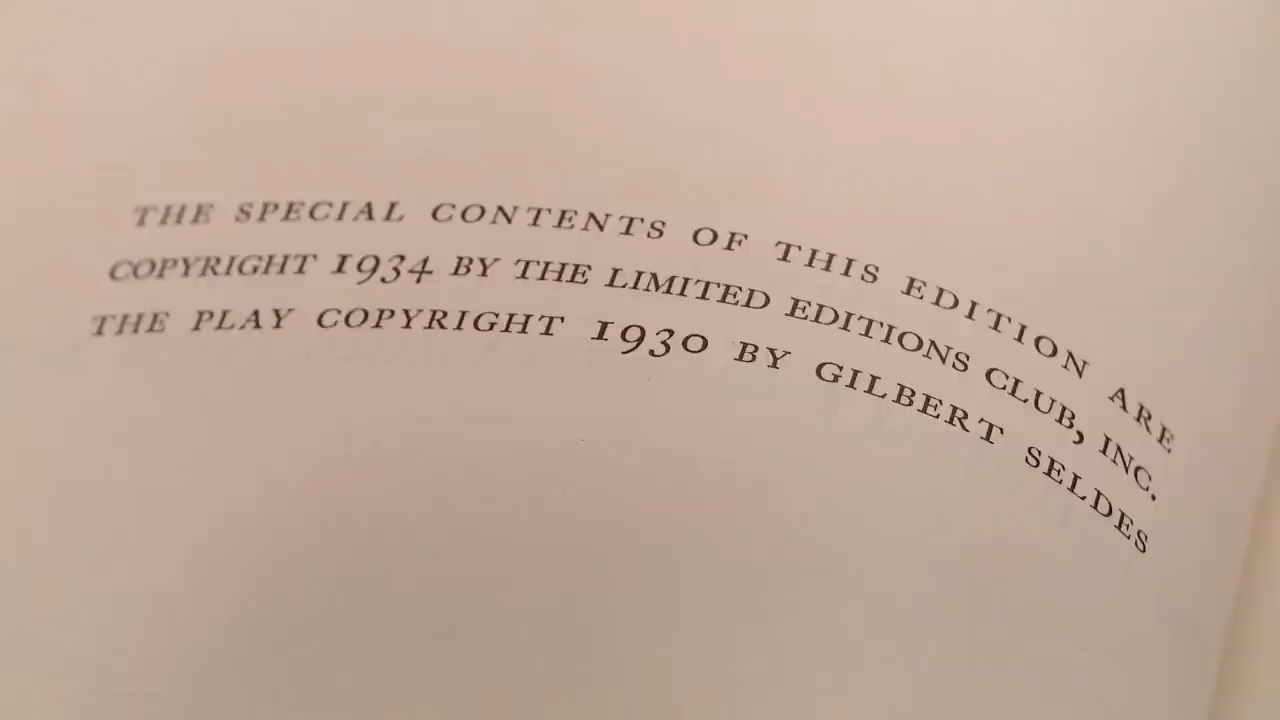 THE SPECIAL CONTENTS OF THIS EDITION ARE
COPYRIGHT 1934 BY THE LIMITED EDITIONS CLUB, INC.
THE PLAY COPYRIGHT 1930 BY GILBERT SELDES